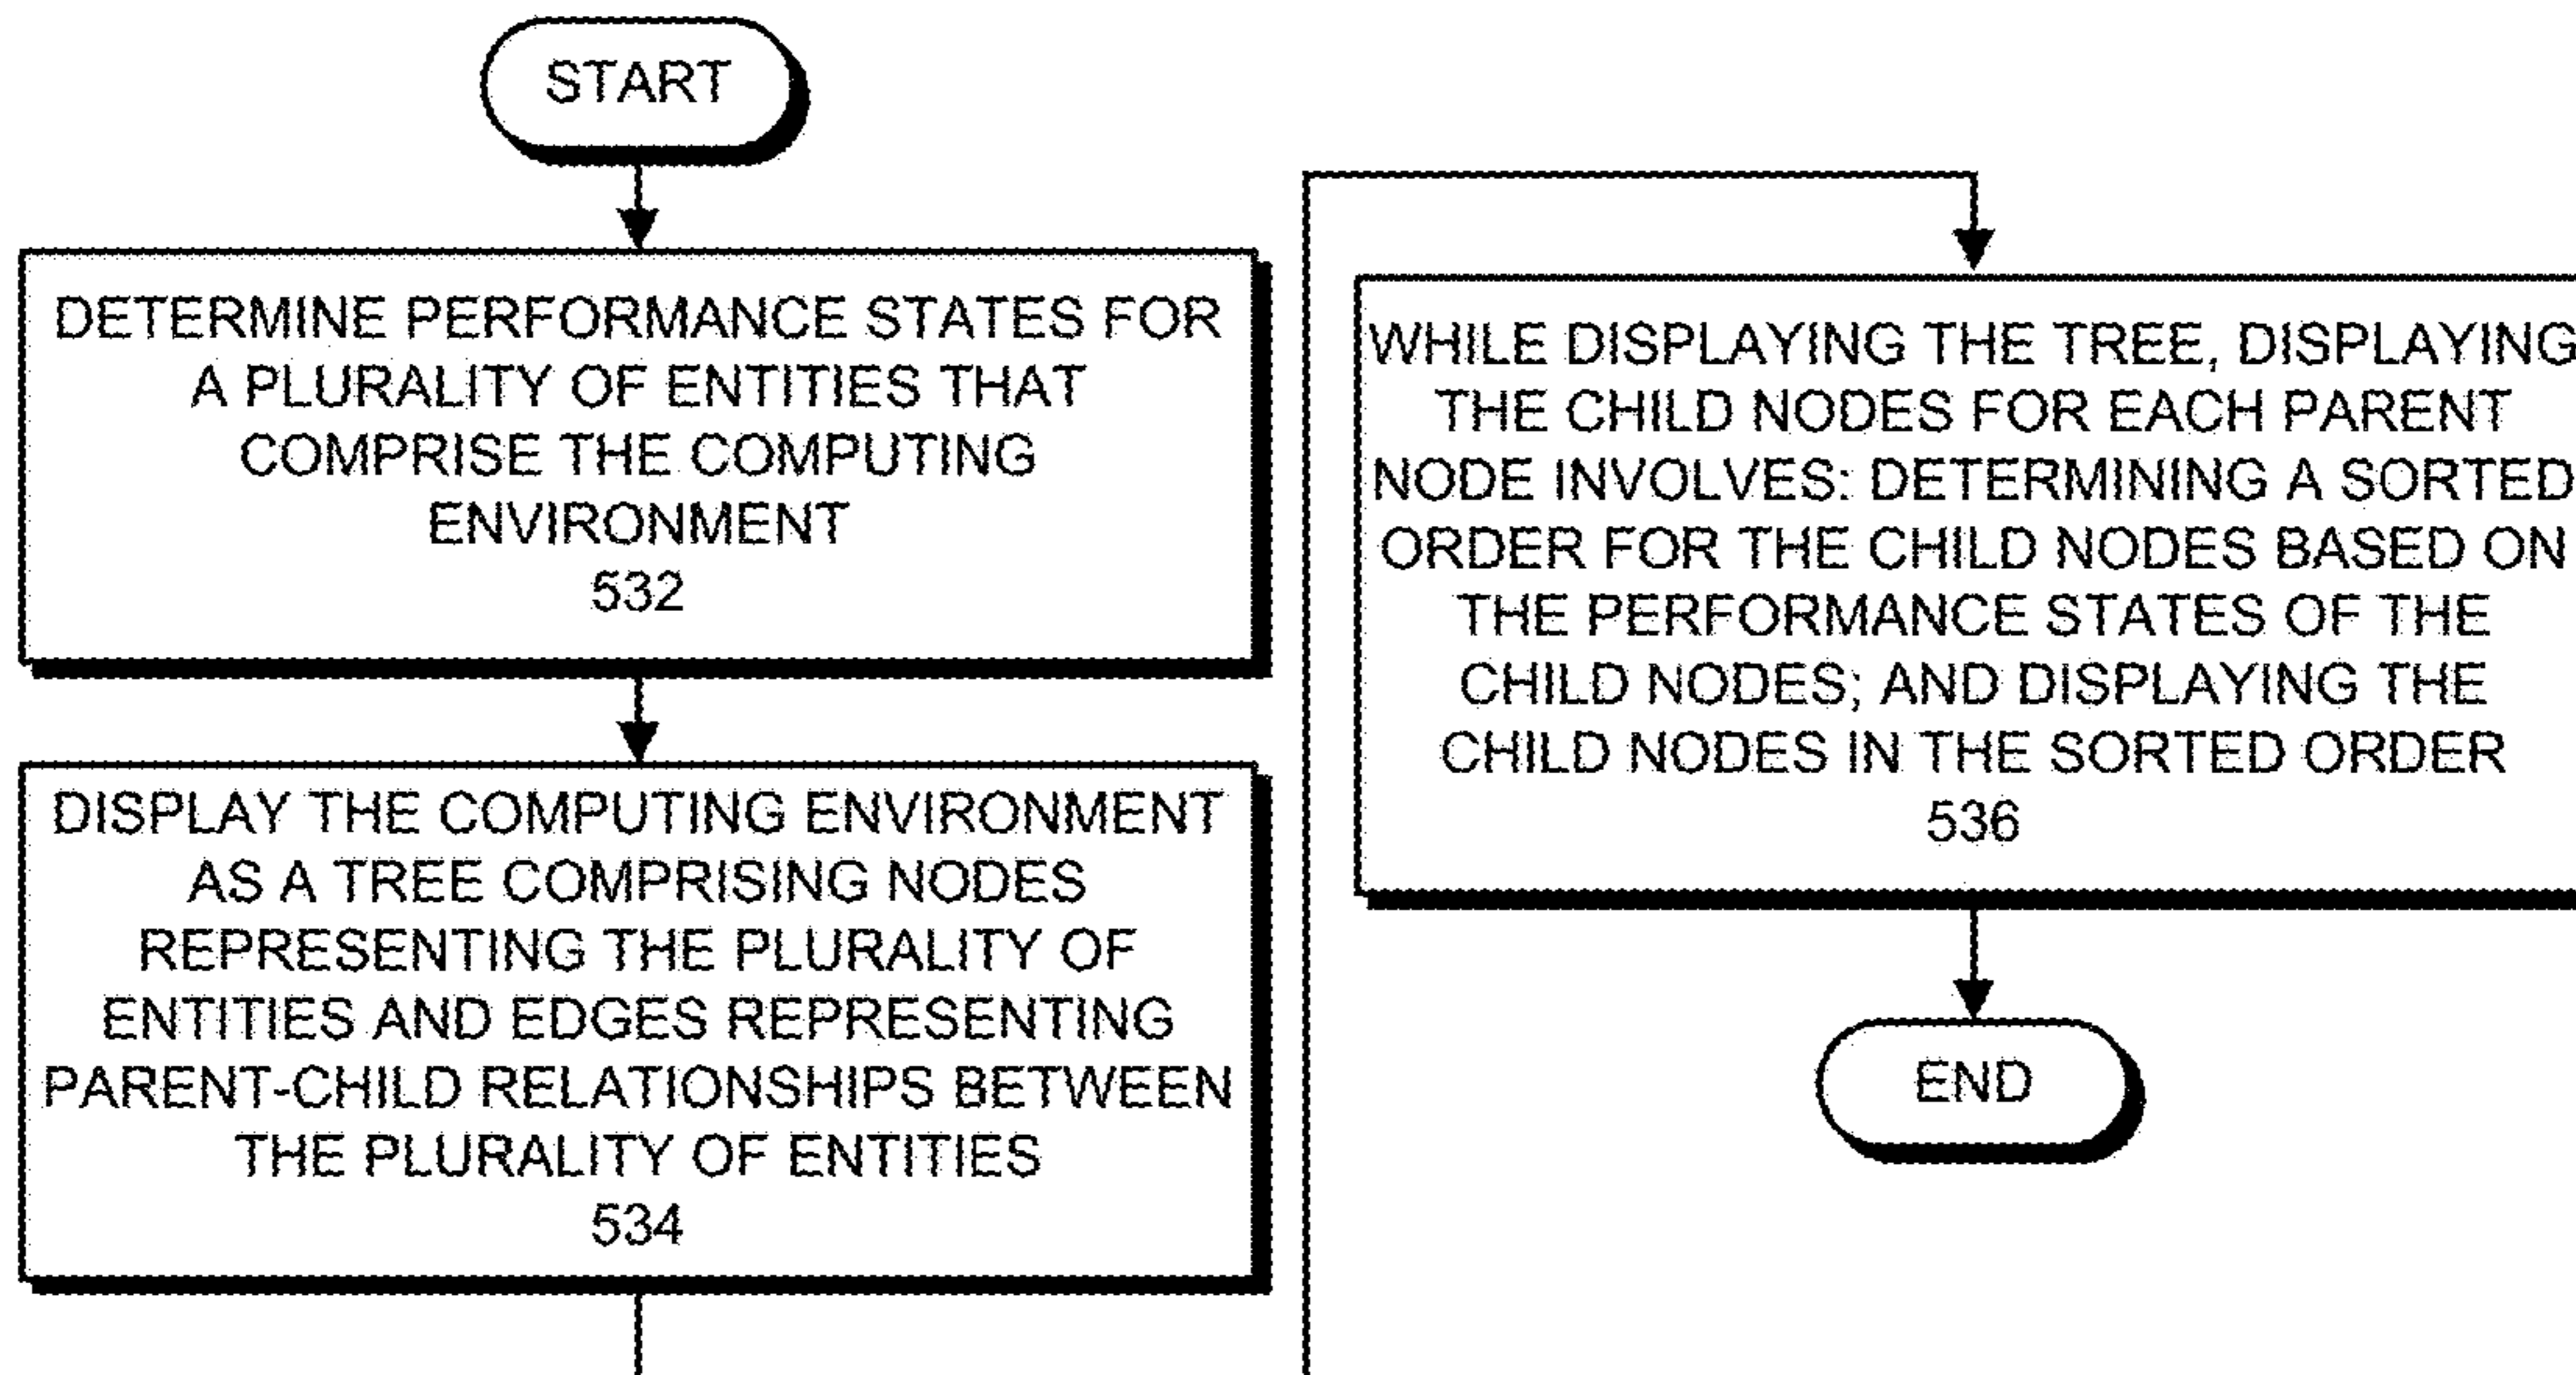 START
DETERMINE PERFORMANCE STATES FOR
A PLURALITY OF ENTITIES THAT
COMPRISE THE COMPUTING
ENVIRONMENT
532
DISPLAY THE COMPUTING ENVIRONMENT
AS A TREE COMPRISING NODES
REPRESENTING THE PLURALITY OF
ENTITIES AND EDGES REPRESENTING
PARENT-CHILD RELATIONSHIPS BETWEEN
THE PLURALITY OF ENTITIES
534
WHILE DISPLAYING THE TREE, DISPLAYING
THE CHILD NODES FOR EACH PARENT
NODE INVOLVES: DETERMINING A SORTED
ORDER FOR THE CHILD NODES BASED ON
THE PERFORMANCE STATES OF THE
CHILD NODES; AND DISPLAYING THE
CHILD NODES IN THE SORTED ORDER
536
END